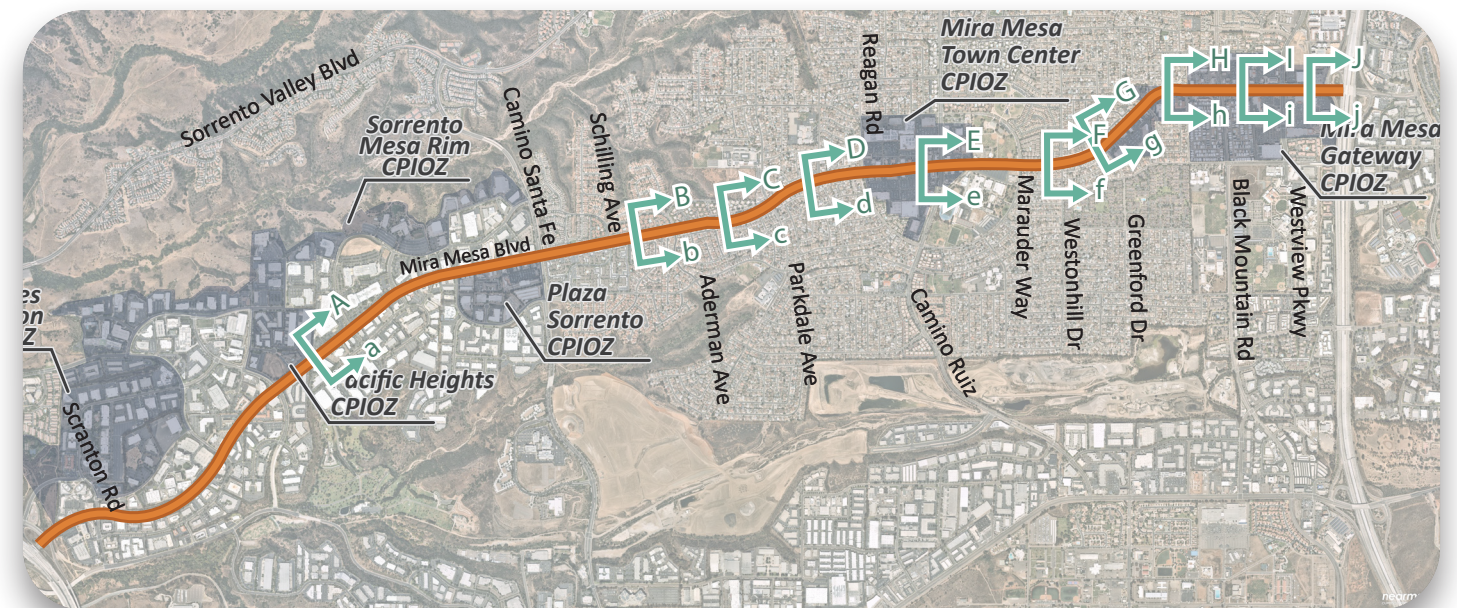 Sorrento Valley Blvd
Sorrento
Mesa Rim
CPIOZ
Camino Santa Fe
Schilling Ave
Reagan Rd
Mira Mesa
Town Center
CPIOZ
Mira Mesa Blvd
A
a
B
b
C
c
D
d
E
e
F
f
G
g
H
h
I
i
J
j
Mira Mesa
Gateway
CPIOZ
Plaza
Sorrento
CPIOZ
es
on
Z
acific Heights
CPIOZ
Scranton Rd
Aderman Ave
Parkdale Ave
Camino Ruiz
Marauder Way
Westonhill Dr
Greenford Dr
Black Mountain Rd
Westview Pkwy
nearm